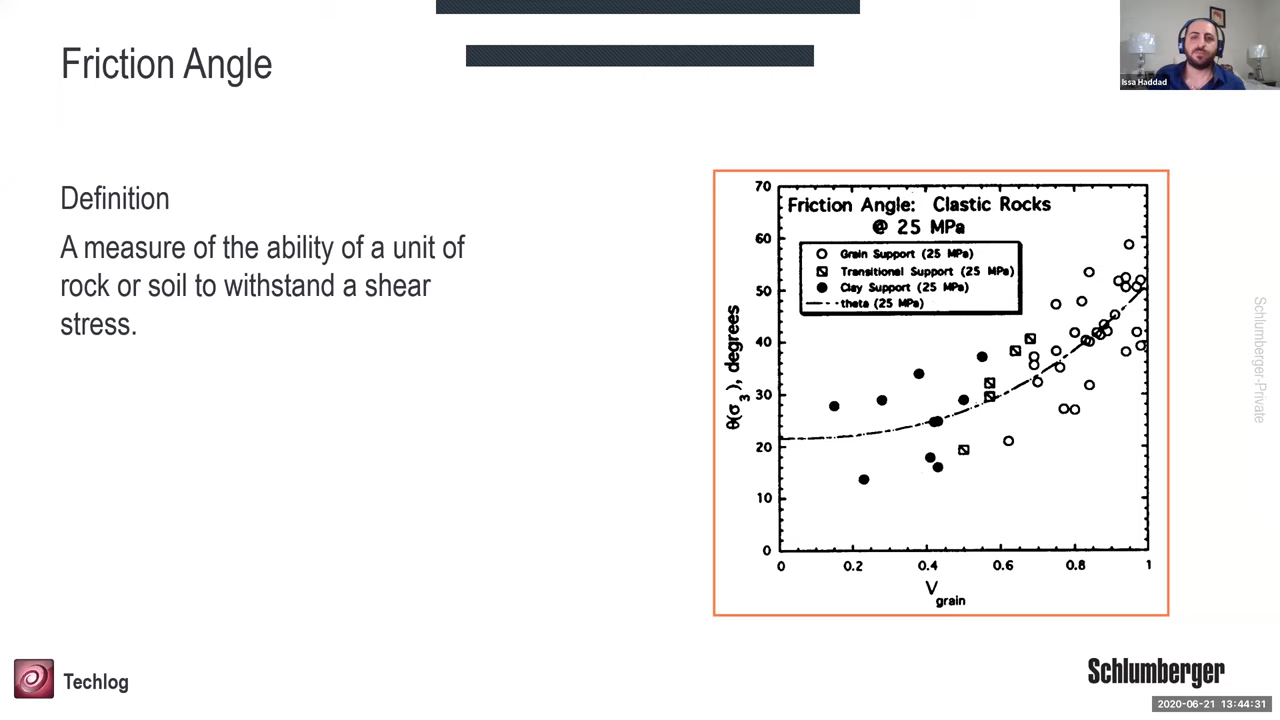 Friction Angle
Issa Haddad
Definition
A measure of the ability of a unit of
rock or soil to withstand a shear
stress.
70
60
50
40
30
20
10
0
θ(σ3), degrees
Friction Angle: Clastic Rocks
@ 25 MPa
Grain Support (25 MPa)
Transitional Support (25 MPa)
Clay Support (25 MPa)
theta (25 MPa)
0 0.2 0.4 0.6 0.8 1
Vgrain
Schlumberger-Private
Techlog
Schlumberger
2020-06-21 13:44:31